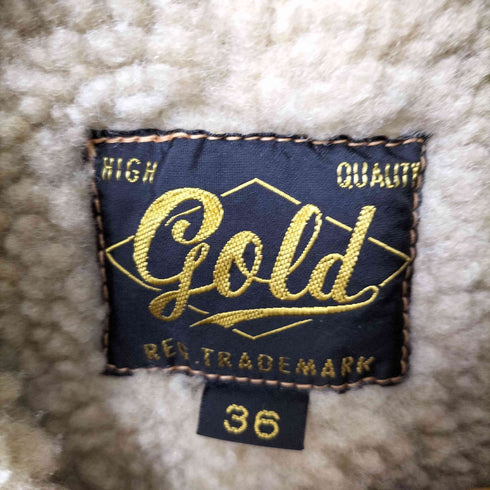 HIGH QUALITY
Gold
REG. TRADEMARK
36